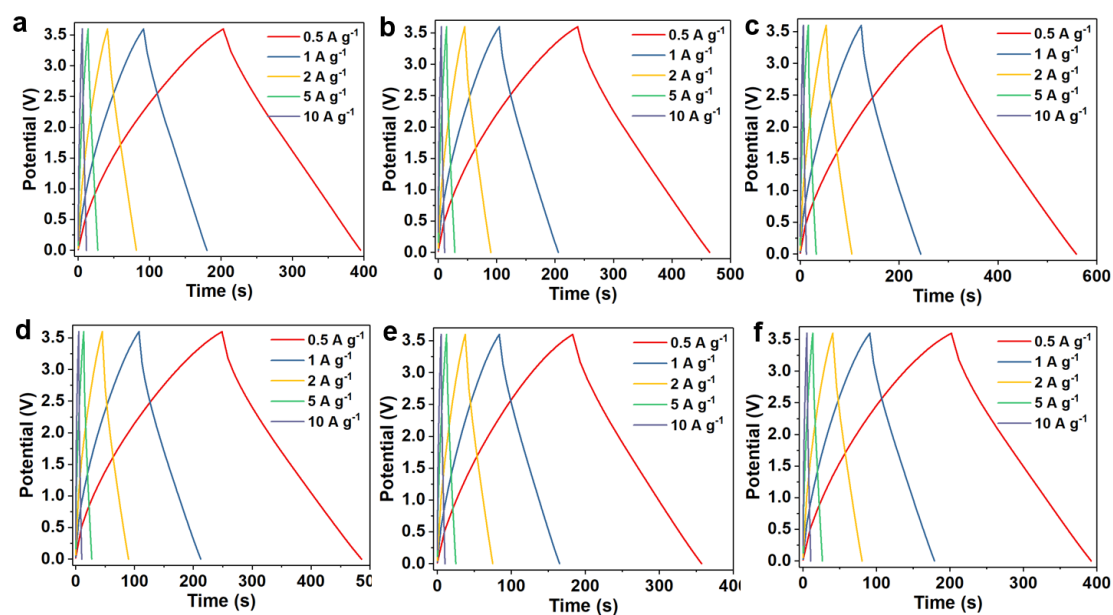 a
3.5
3.0
2.5
2.0
1.5
1.0
0.5
0.0
Potential (V)
0.5 A g⁻¹
1 A g⁻¹
2 A g⁻¹
5 A g⁻¹
10 A g⁻¹
0 100 200 300 400
Time (s)
b
3.5
3.0
2.5
2.0
1.5
1.0
0.5
0.0
Potential (V)
0.5 A g⁻¹
1 A g⁻¹
2 A g⁻¹
5 A g⁻¹
10 A g⁻¹
0 100 200 300 400 500
Time (s)
c
3.5
3.0
2.5
2.0
1.5
1.0
0.5
0.0
Potential (V)
0.5 A g⁻¹
1 A g⁻¹
2 A g⁻¹
5 A g⁻¹
10 A g⁻¹
0 200 400 600
Time (s)
d
3.5
3.0
2.5
2.0
1.5
1.0
0.5
0.0
Potential (V)
0.5 A g⁻¹
1 A g⁻¹
2 A g⁻¹
5 A g⁻¹
10 A g⁻¹
0 100 200 300 400 50
Time (s)
e
3.5
3.0
2.5
2.0
1.5
1.0
0.5
0.0
Potential (V)
0.5 A g⁻¹
1 A g⁻¹
2 A g⁻¹
5 A g⁻¹
10 A g⁻¹
0 100 200 300 400
Time (s)
f
3.5
3.0
2.5
2.0
1.5
1.0
0.5
0.0
Potential (V)
0.5 A g⁻¹
1 A g⁻¹
2 A g⁻¹
5 A g⁻¹
10 A g⁻¹
0 100 200 300 400
Time (s)